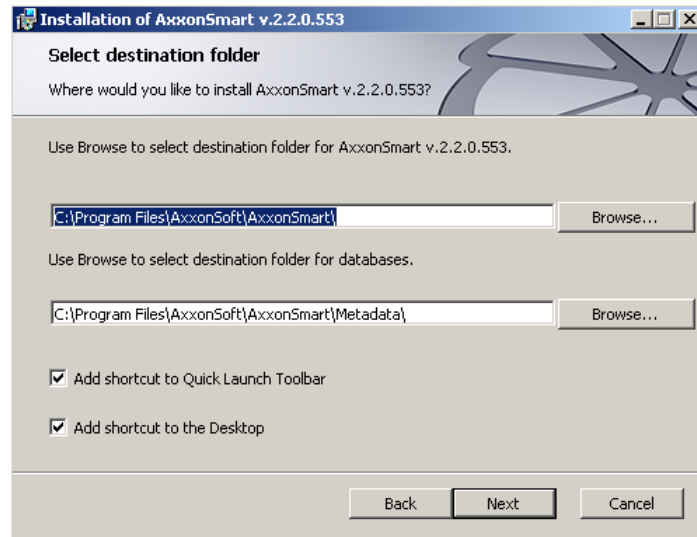 Installation of AxxonSmart v.2.2.0.553
Select destination folder
Where would you like to install AxxonSmart v.2.2.0.553?
Use Browse to select destination folder for AxxonSmart v.2.2.0.553.
C:\Program Files\AxxonSoft\AxxonSmart\
Browse...
Use Browse to select destination folder for databases.
C:\Program Files\AxxonSoft\AxxonSmart\Metadata\
Browse...
Add shortcut to Quick Launch Toolbar
Add shortcut to the Desktop
Back Next Cancel